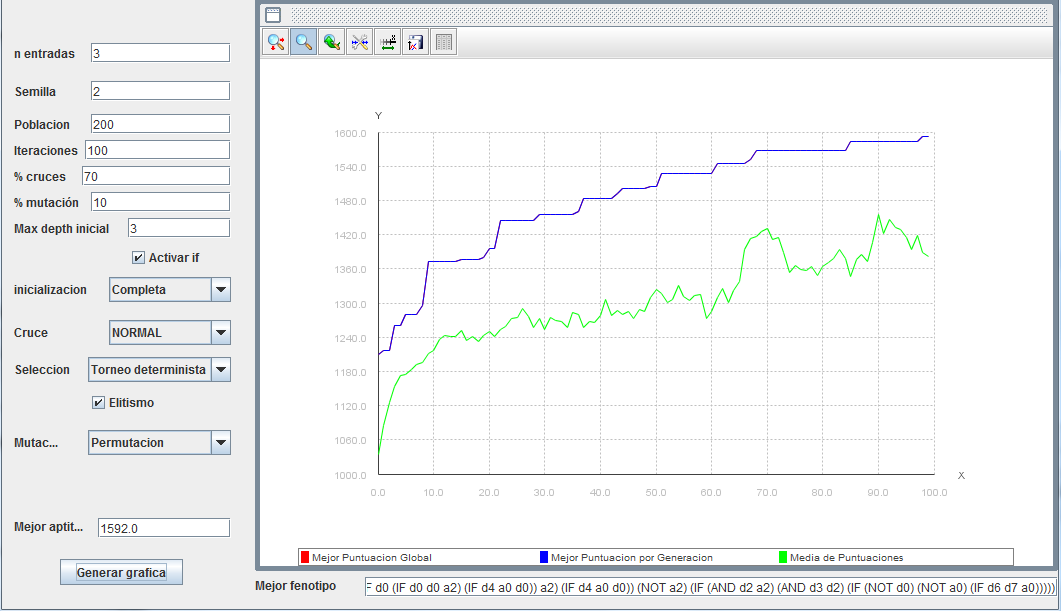 n entradas 3
Semilla 2
Poblacion 200
Iteraciones 100
% cruces 70
% mutación 10
Max depth inicial 3
Activar if
inicializacion Completa
Cruce NORMAL
Seleccion Torneo determinista
Elitismo
Mutac... Permutacion
Mejor aptit... 1592.0
Generar grafica
Y
1600.0
1540.0
1480.0
1420.0
1360.0
1300.0
1240.0
1180.0
1120.0
1060.0
1000.0
X
0.0 10.0 20.0 30.0 40.0 50.0 60.0 70.0 80.0 90.0 100.0
Mejor Puntuacion Global Mejor Puntuacion por Generacion Media de Puntuaciones
Mejor fenotipo F d0 (IF d0 d0 a2) (IF d4 a0 d0)) a2) (IF d4 a0 d0)) (NOT a2) (IF (AND d2 a2) (AND d3 d2) (IF (NOT d0) (NOT a0) (IF d6 d7 a0)))))